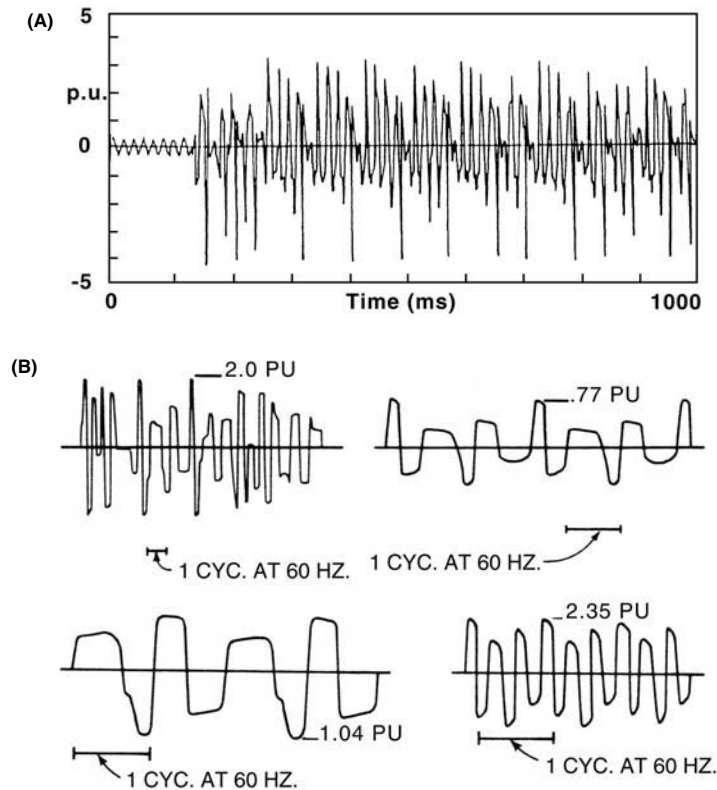 (A)
5
p.u.
0
-5
0
Time (ms)
1000
(B)
2.0 PU
.77 PU
1 CYC. AT 60 HZ.
1 CYC. AT 60 HZ.
2.35 PU
1.04 PU
1 CYC. AT 60 HZ.
1 CYC. AT 60 HZ.